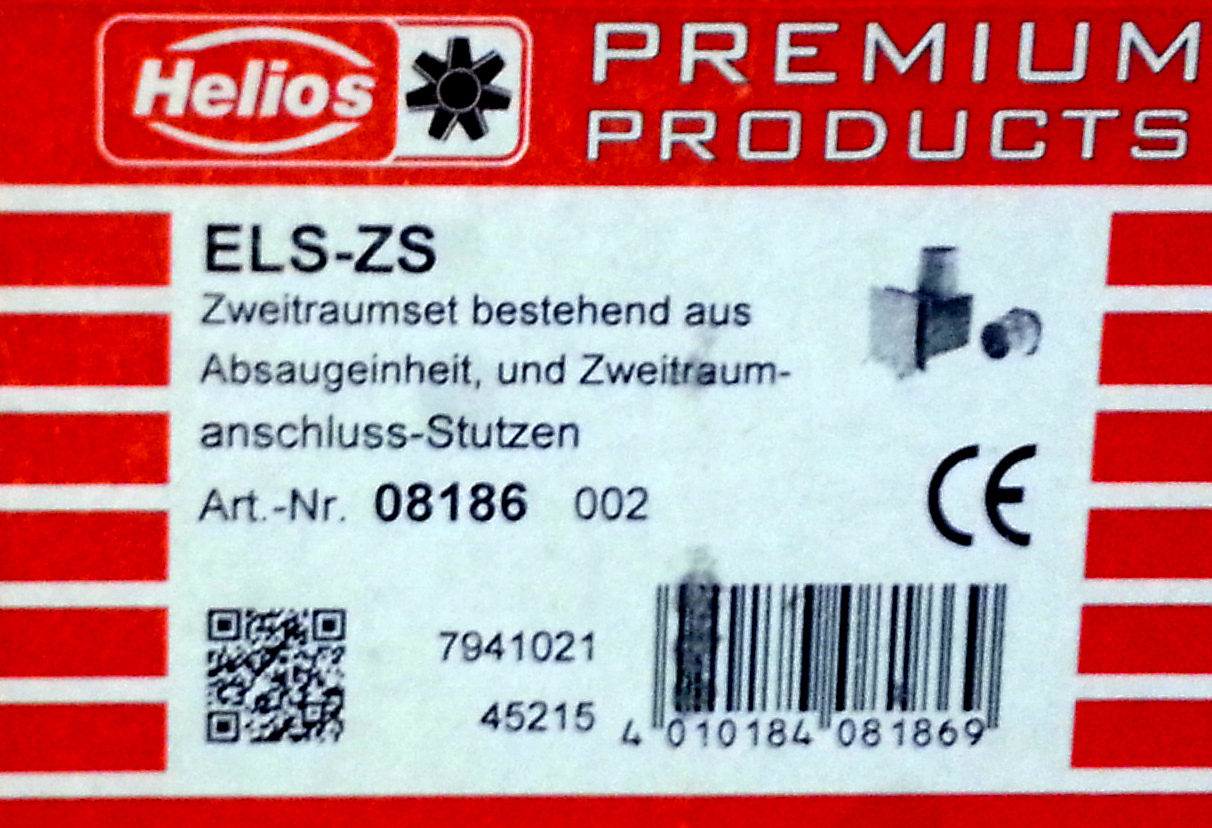 Helios
PREMIUM
PRODUCTS
ELS-ZS
Zweitraumset bestehend aus
Absaugeinheit, und Zweitraum-
anschluss-Stutzen
Art.-Nr. 08186 002
CE
7941021
45215
4 010184 081869